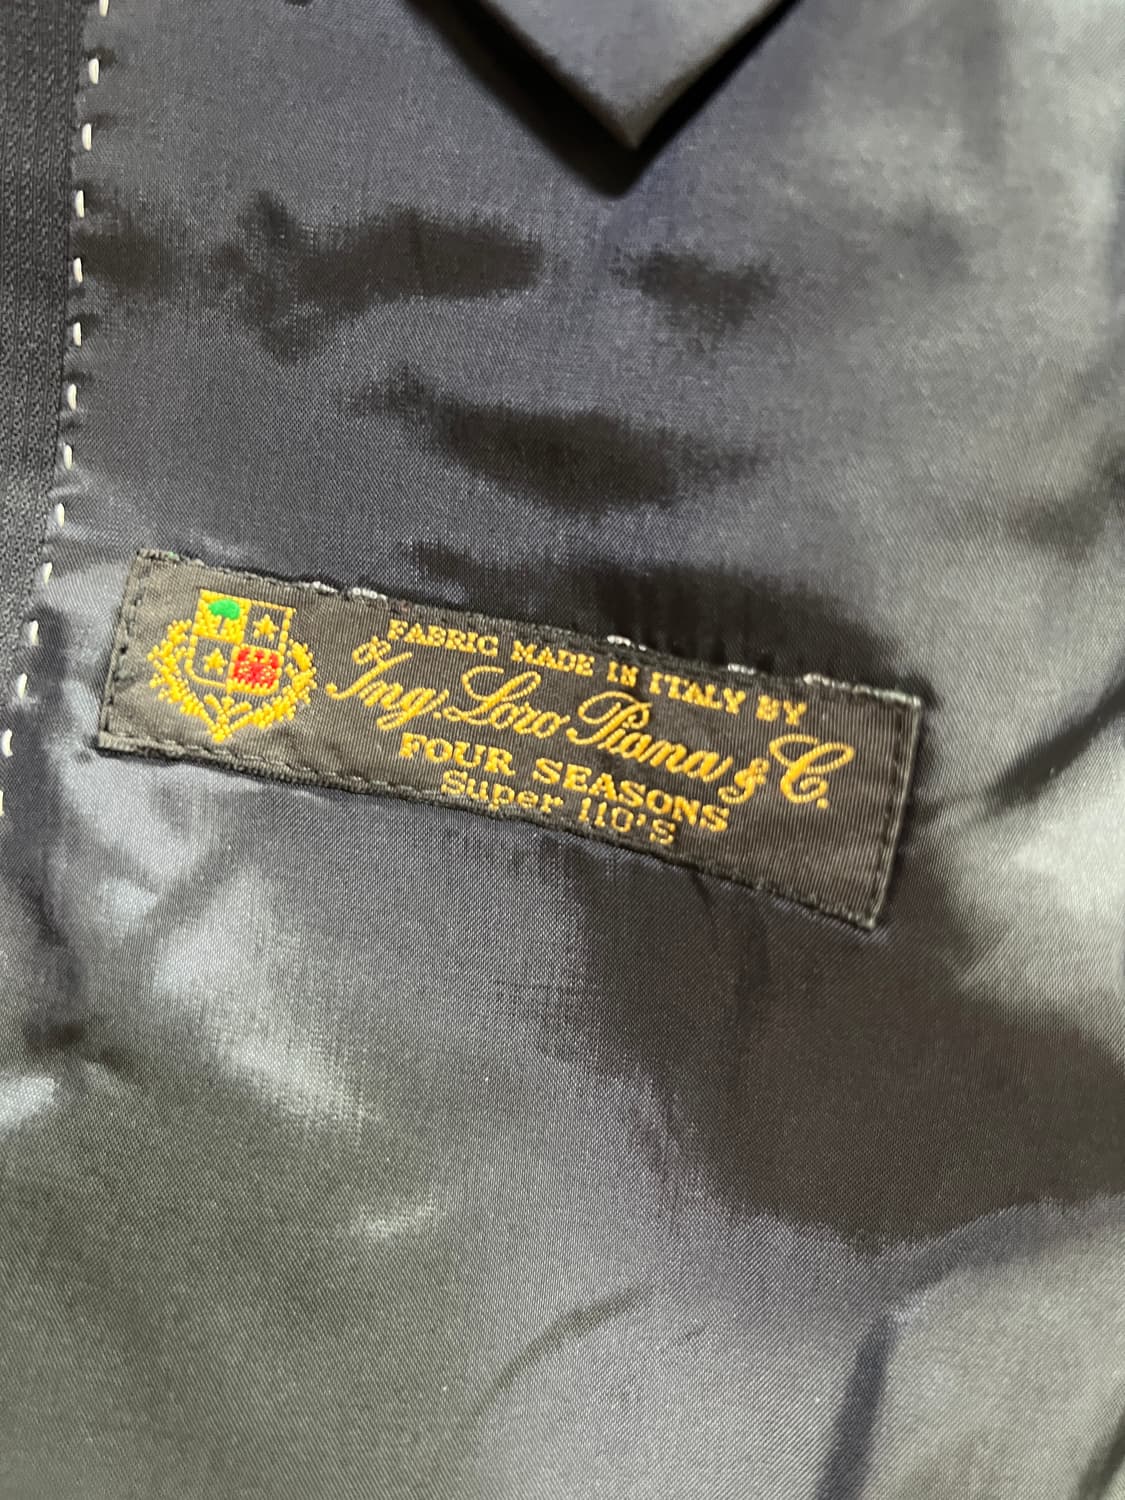 FABRIC MADE IN ITALY BY
Ing. Loro Piana & C.
FOUR SEASONS
Super 110'S